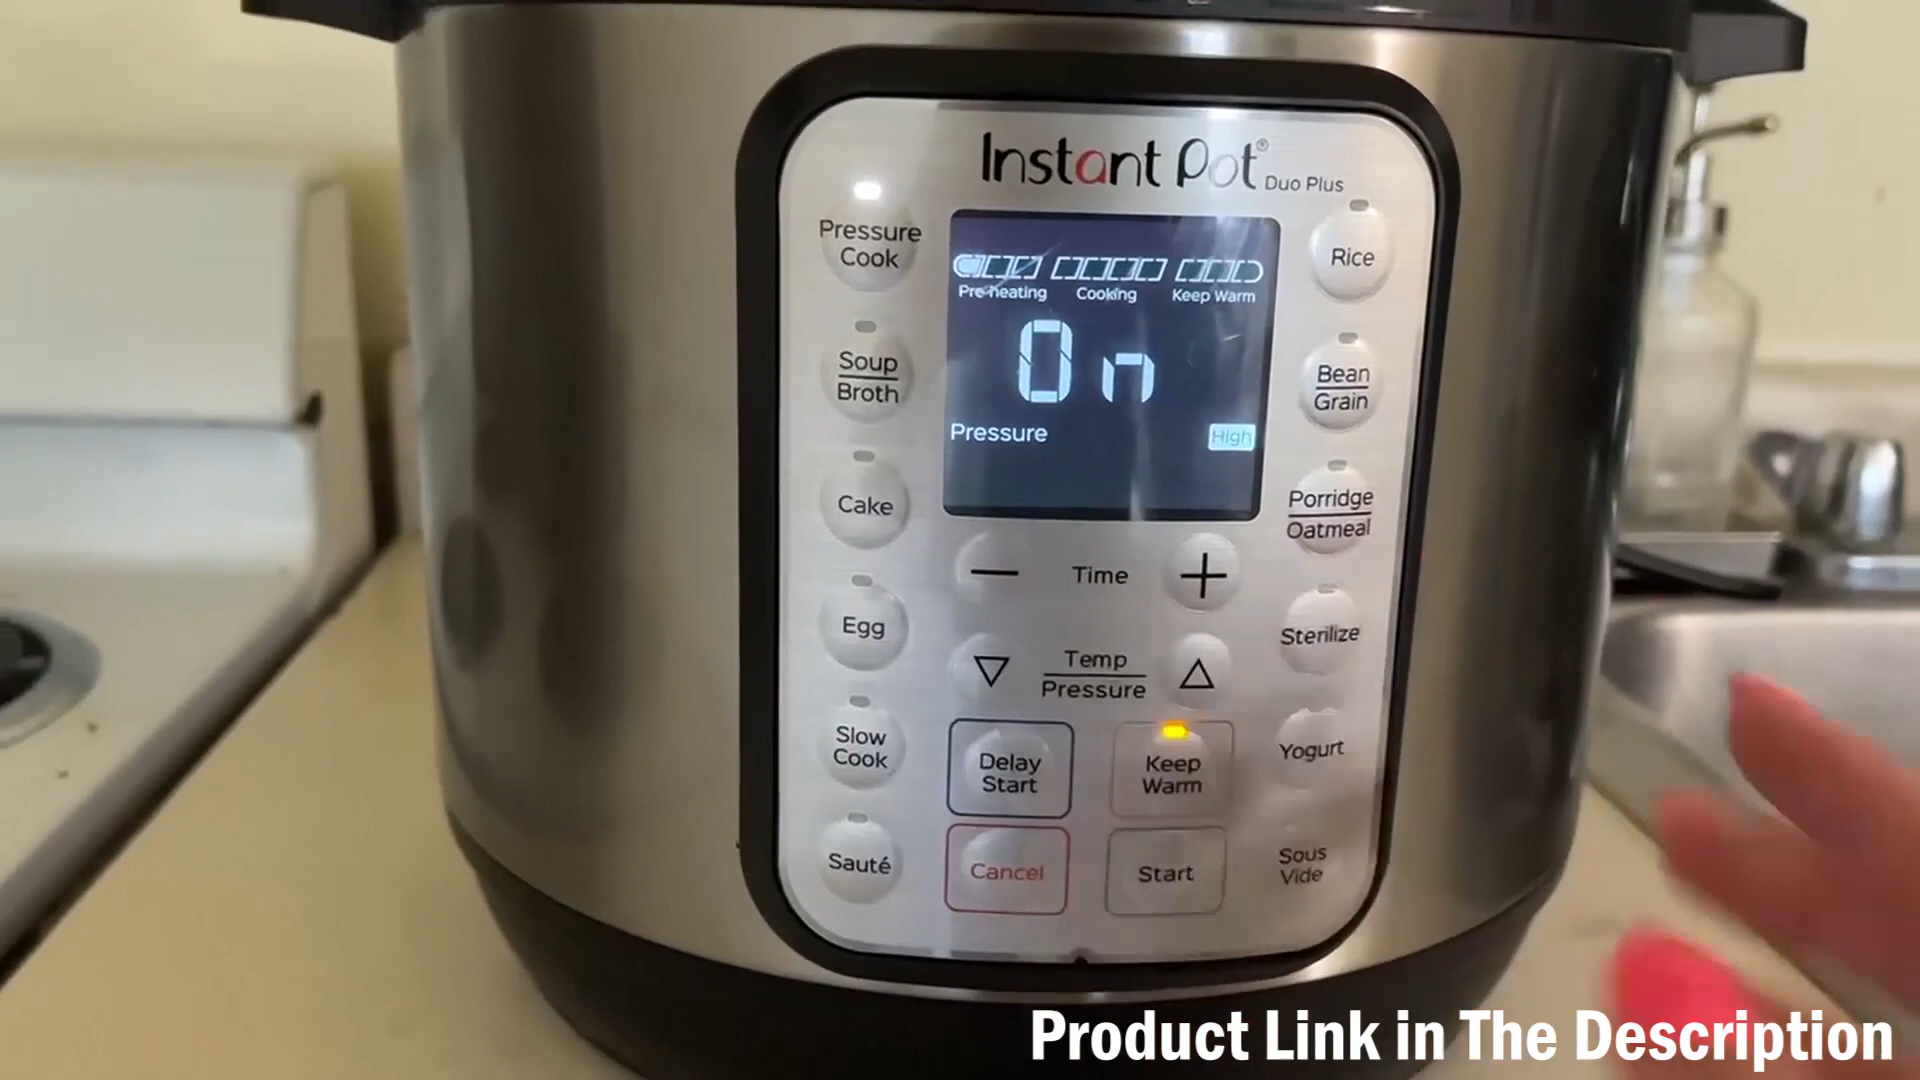 Instant Pot® Duo Plus
Pressure
Cook
Rice
Pre-heating Cooking Keep Warm
On
Pressure High
Soup
Broth
Bean
Grain
Cake
Porridge
Oatmeal
− Time +
Egg
Sterilize
Temp
Pressure
Slow
Cook
Delay
Start
Keep
Warm
Yogurt
Sauté
Cancel
Start
Sous
Vide
Product Link in The Description